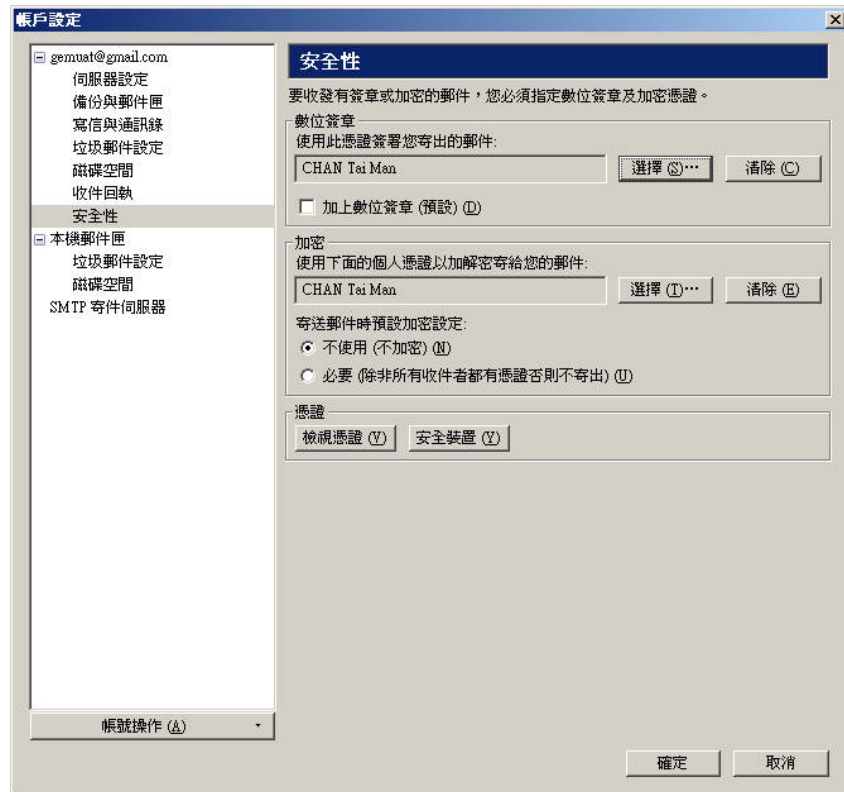 帳戶設定
gemuat@gmail.com
伺服器設定
備份與郵件匣
寫信與通訊錄
垃圾郵件設定
磁碟空間
收件回執
安全性
本機郵件匣
垃圾郵件設定
磁碟空間
SMTP 寄件伺服器
帳號操作 (A)
安全性
要收發有簽章或加密的郵件，您必須指定數位簽章及加密憑證。
數位簽章
使用此憑證簽署您寄出的郵件:
CHAN Tai Man
選擇 (S)…
清除 (C)
加上數位簽章 (預設) (D)
加密
使用下面的個人憑證以加解密寄給您的郵件:
CHAN Tai Man
選擇 (T)…
清除 (E)
寄送郵件時預設加密設定:
不使用 (不加密) (N)
必要 (除非所有收件者都有憑證否則不寄出) (U)
憑證
檢視憑證 (V)
安全裝置 (Y)
確定
取消